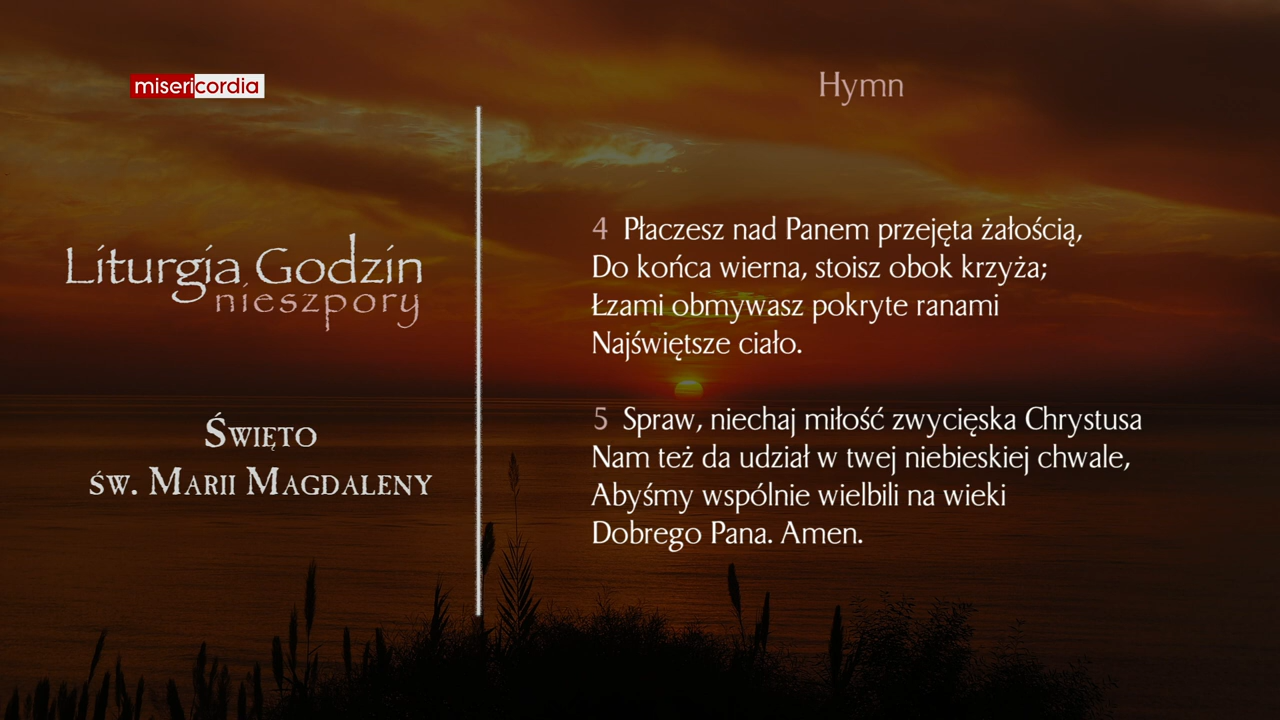 misericordia
Liturgia Godzin
nieszpory
Święto
św. Marii Magdaleny
Hymn
4 Płaczesz nad Panem przejęta żałością,
Do końca wierna, stoisz obok krzyża;
Łzami obmywasz pokryte ranami
Najświętsze ciało.
5 Spraw, niechaj miłość zwycięska Chrystusa
Nam też da udział w twej niebieskiej chwale,
Abyśmy wspólnie wielbili na wieki
Dobrego Pana. Amen.